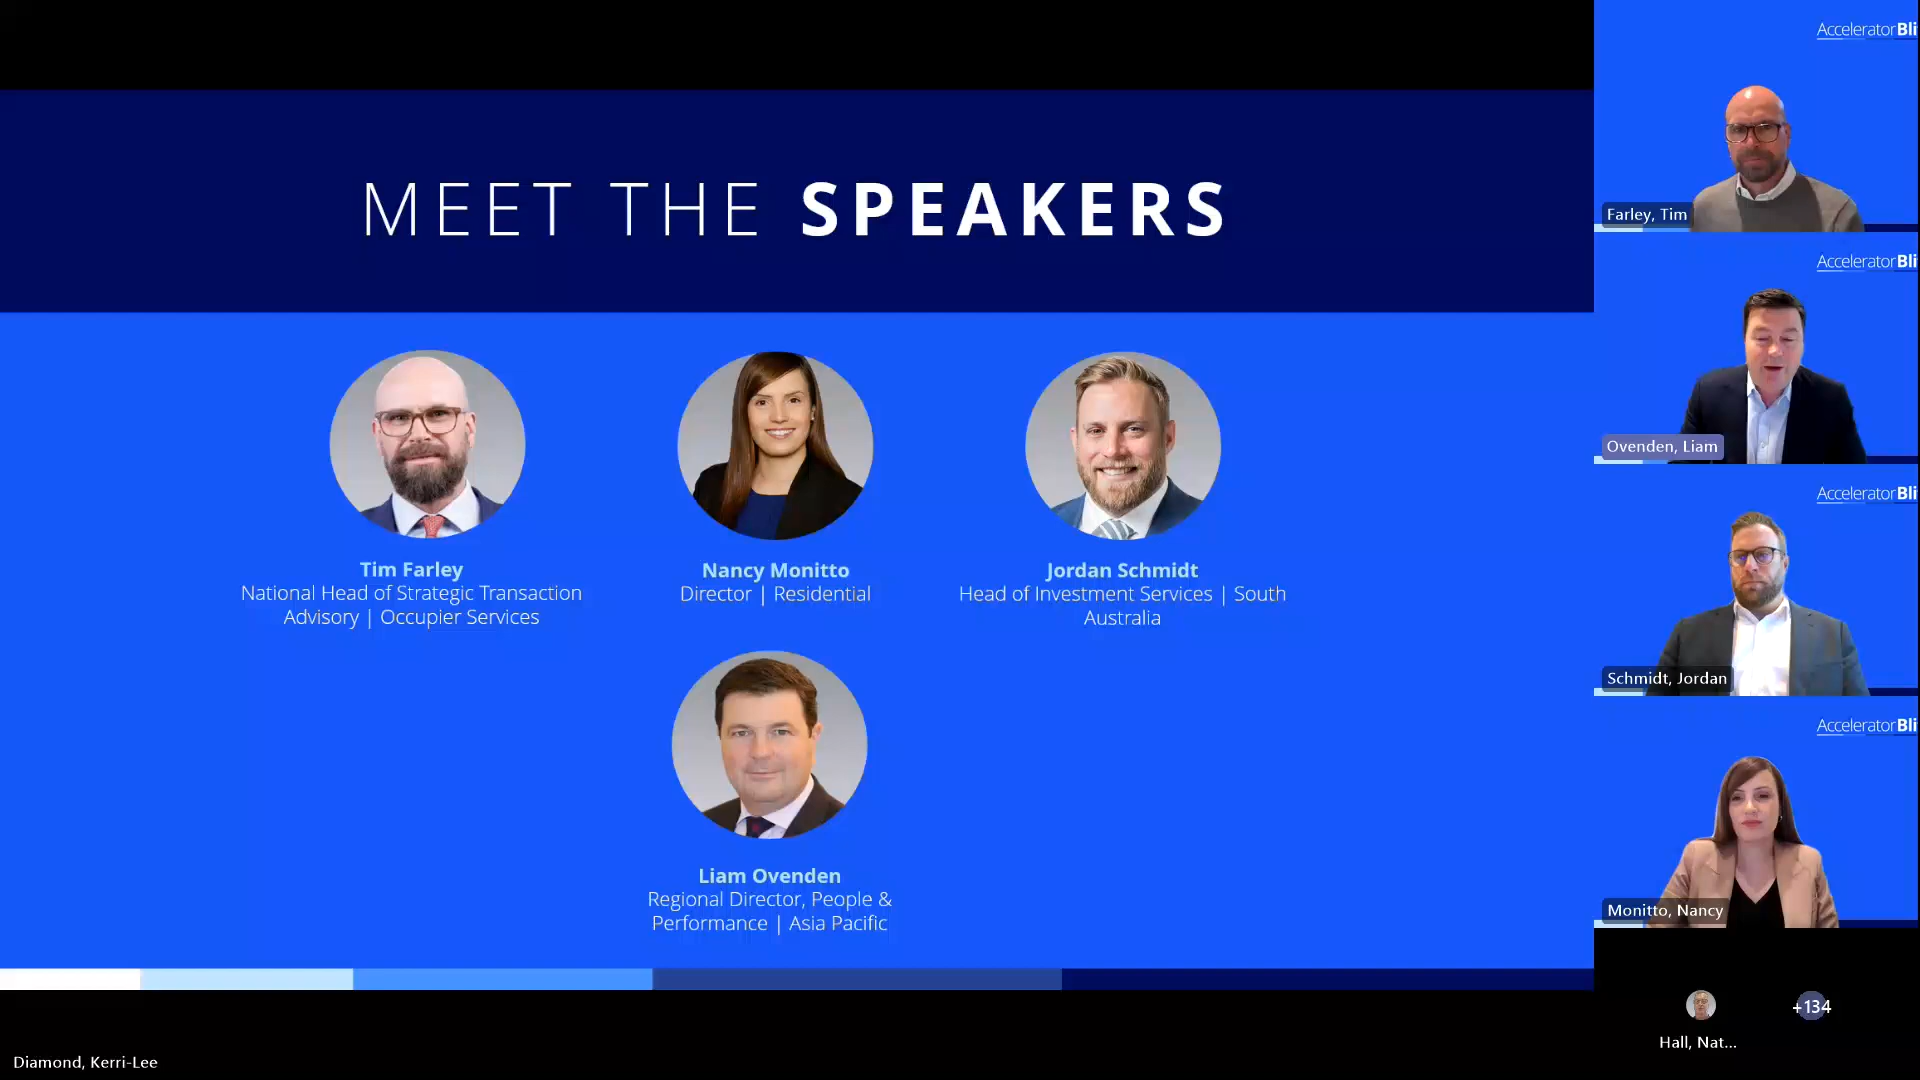 MEET THE SPEAKERS
Tim Farley
National Head of Strategic Transaction
Advisory | Occupier Services
Nancy Monitto
Director | Residential
Jordan Schmidt
Head of Investment Services | South
Australia
Liam Ovenden
Regional Director, People &
Performance | Asia Pacific
Diamond, Kerri-Lee
AcceleratorBli
Farley, Tim
AcceleratorBli
Ovenden, Liam
AcceleratorBli
Schmidt, Jordan
AcceleratorBli
Monitto, Nancy
+134
Hall, Nat...